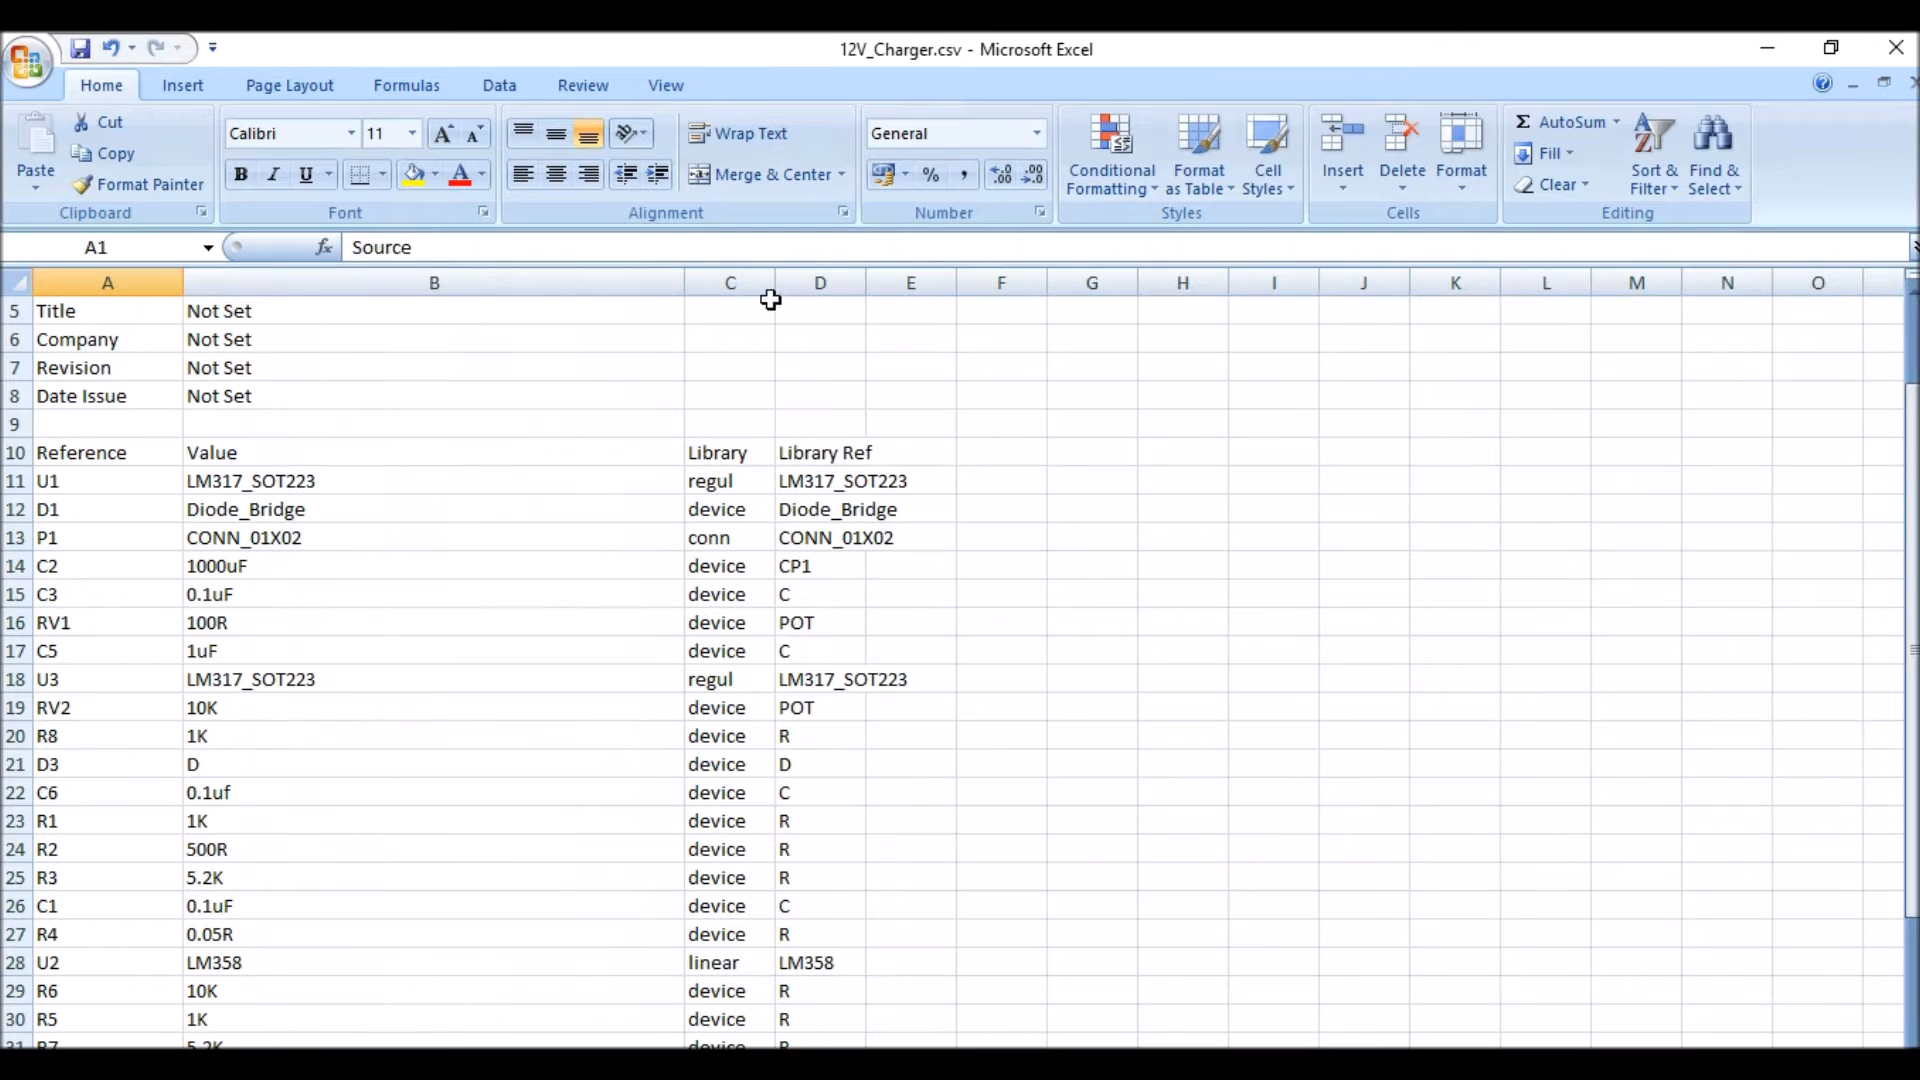 12V_Charger.csv - Microsoft Excel
Home Insert Page Layout Formulas Data Review View
Paste
Cut
Copy
Format Painter
Clipboard
Calibri 11
B I U
Font
Wrap Text
Merge & Center
Alignment
General
% ,
Number
Conditional Formatting
Format as Table
Cell Styles
Styles
Insert Delete Format
Cells
AutoSum
Fill
Clear
Sort & Filter
Find & Select
Editing
A1 fx Source
A B C D E F G H I J K L M N O
5 Title Not Set
6 Company Not Set
7 Revision Not Set
8 Date Issue Not Set
9
10 Reference Value Library Library Ref
11 U1 LM317_SOT223 regul LM317_SOT223
12 D1 Diode_Bridge device Diode_Bridge
13 P1 CONN_01X02 conn CONN_01X02
14 C2 1000uF device CP1
15 C3 0.1uF device C
16 RV1 100R device POT
17 C5 1uF device C
18 U3 LM317_SOT223 regul LM317_SOT223
19 RV2 10K device POT
20 R8 1K device R
21 D3 D device D
22 C6 0.1uf device C
23 R1 1K device R
24 R2 500R device R
25 R3 5.2K device R
26 C1 0.1uF device C
27 R4 0.05R device R
28 U2 LM358 linear LM358
29 R6 10K device R
30 R5 1K device R
31 R7 5.2K device R